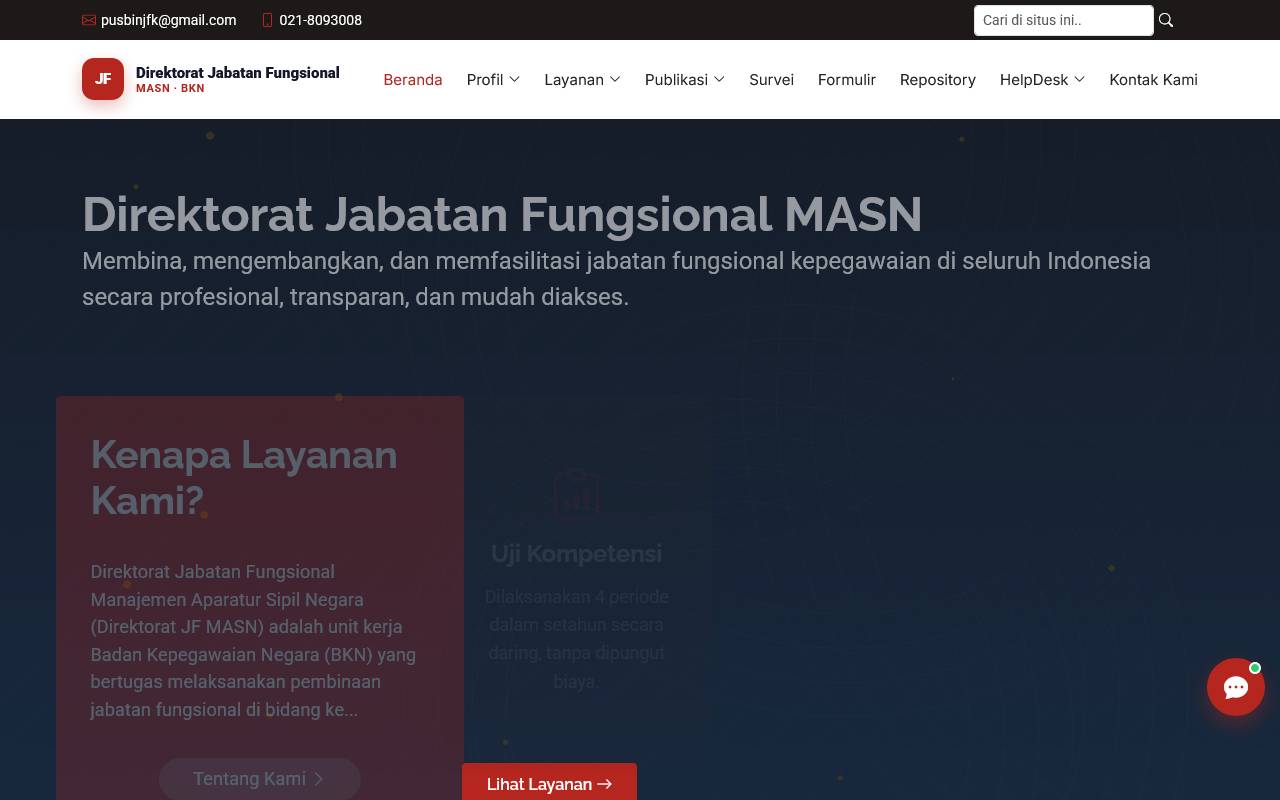 pusbinjfk@gmail.com 021-8093008 Cari di situs ini..
JF Direktorat Jabatan Fungsional
MASN · BKN
Beranda Profil Layanan Publikasi Survei Formulir Repository HelpDesk Kontak Kami
Direktorat Jabatan Fungsional MASN
Membina, mengembangkan, dan memfasilitasi jabatan fungsional kepegawaian di seluruh Indonesia
secara profesional, transparan, dan mudah diakses.
Kenapa Layanan
Kami?
Direktorat Jabatan Fungsional
Manajemen Aparatur Sipil Negara
(Direktorat JF MASN) adalah unit kerja
Badan Kepegawaian Negara (BKN) yang
bertugas melaksanakan pembinaan
jabatan fungsional di bidang ke...
Tentang Kami
Uji Kompetensi
Dilaksanakan 4 periode
dalam setahun secara
daring, tanpa dipungut
biaya.
Lihat Layanan